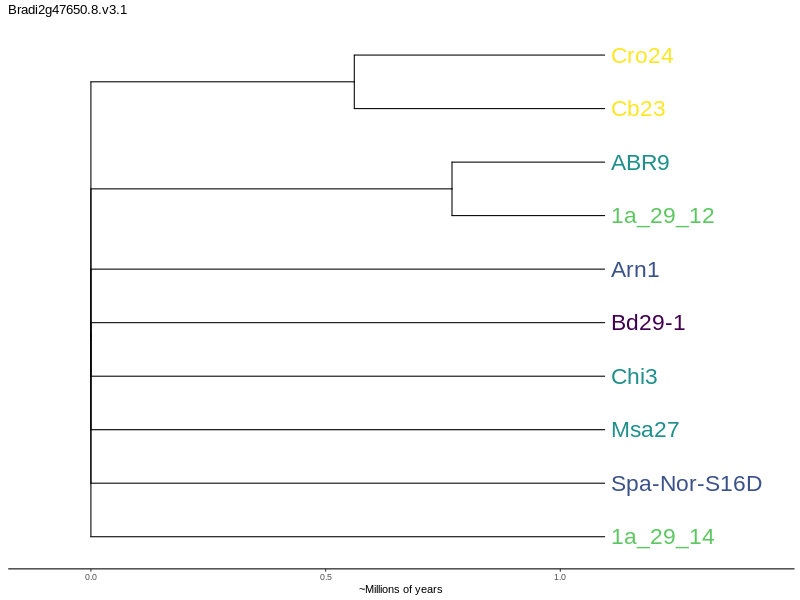 Bradi2g47650.8.v3.1
Cro24
Cb23
ABR9
1a_29_12
Arn1
Bd29-1
Chi3
Msa27
Spa-Nor-S16D
1a_29_14
0.0 0.5 1.0
~Millions of years